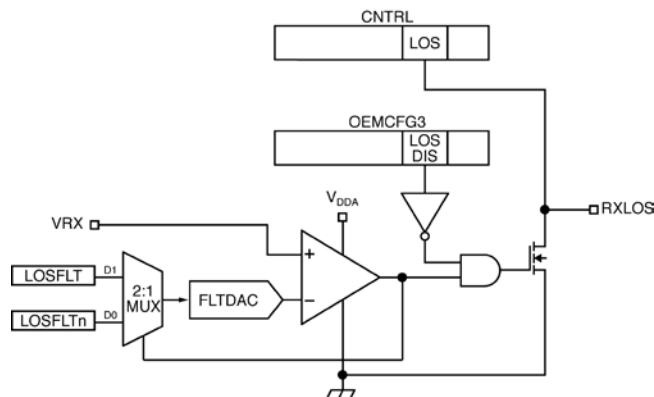 CNTRL
LOS
OEMCFG3
LOS
DIS
VDDA
VRX
RXLOS
+
LOSFLT
D1
2:1
MUX
FLTDAC
−
LOSFLTn
D0